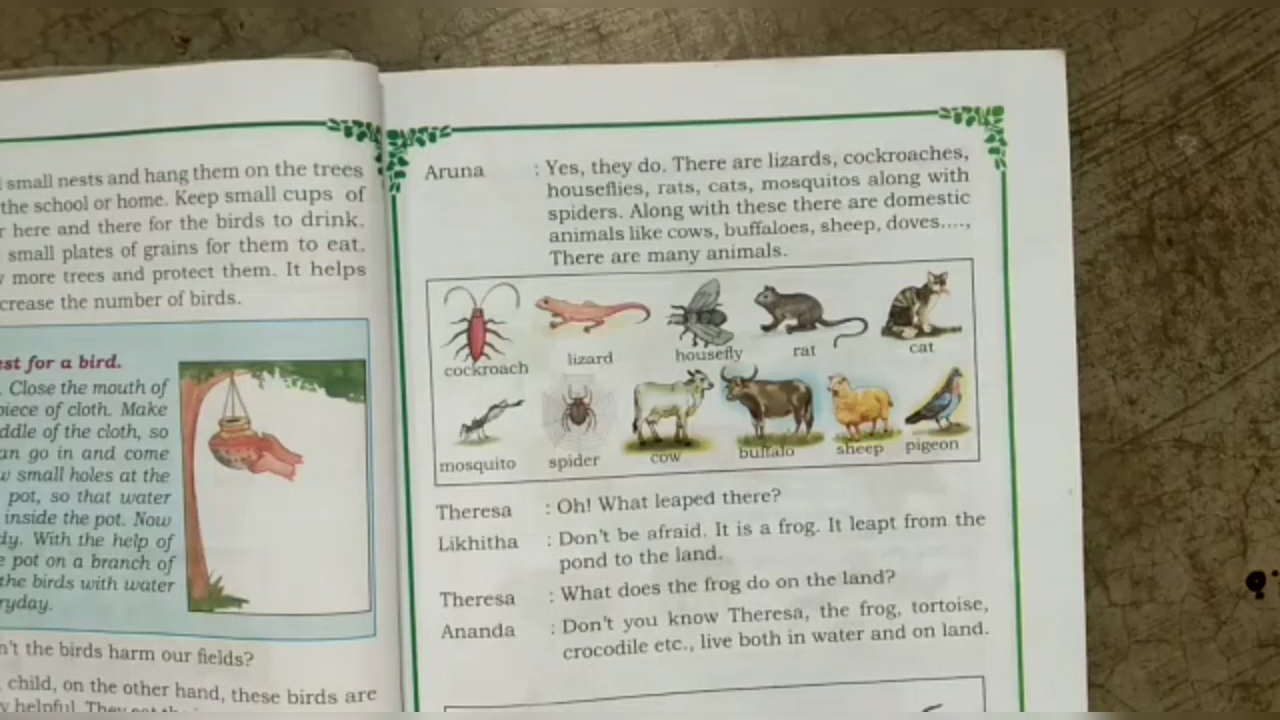 small nests and hang them on the trees
the school or home. Keep small cups of
here and there for the birds to drink.
small plates of grains for them to eat.
more trees and protect them. It helps
crease the number of birds.
est for a bird.
. Close the mouth of
piece of cloth. Make
ddle of the cloth, so
an go in and come
w small holes at the
pot, so that water
inside the pot. Now
dy. With the help of
e pot on a branch of
the birds with water
ryday.
n't the birds harm our fields?
child, on the other hand, these birds are
y helpful. They eat
Aruna : Yes, they do. There are lizards, cockroaches,
houseflies, rats, cats, mosquitos along with
spiders. Along with these there are domestic
animals like cows, buffaloes, sheep, doves....,
There are many animals.
cockroach lizard housefly rat cat
mosquito spider cow buffalo sheep pigeon
Theresa : Oh! What leaped there?
Likhitha : Don't be afraid. It is a frog. It leapt from the
pond to the land.
Theresa : What does the frog do on the land?
Ananda : Don't you know Theresa, the frog, tortoise,
crocodile etc., live both in water and on land.